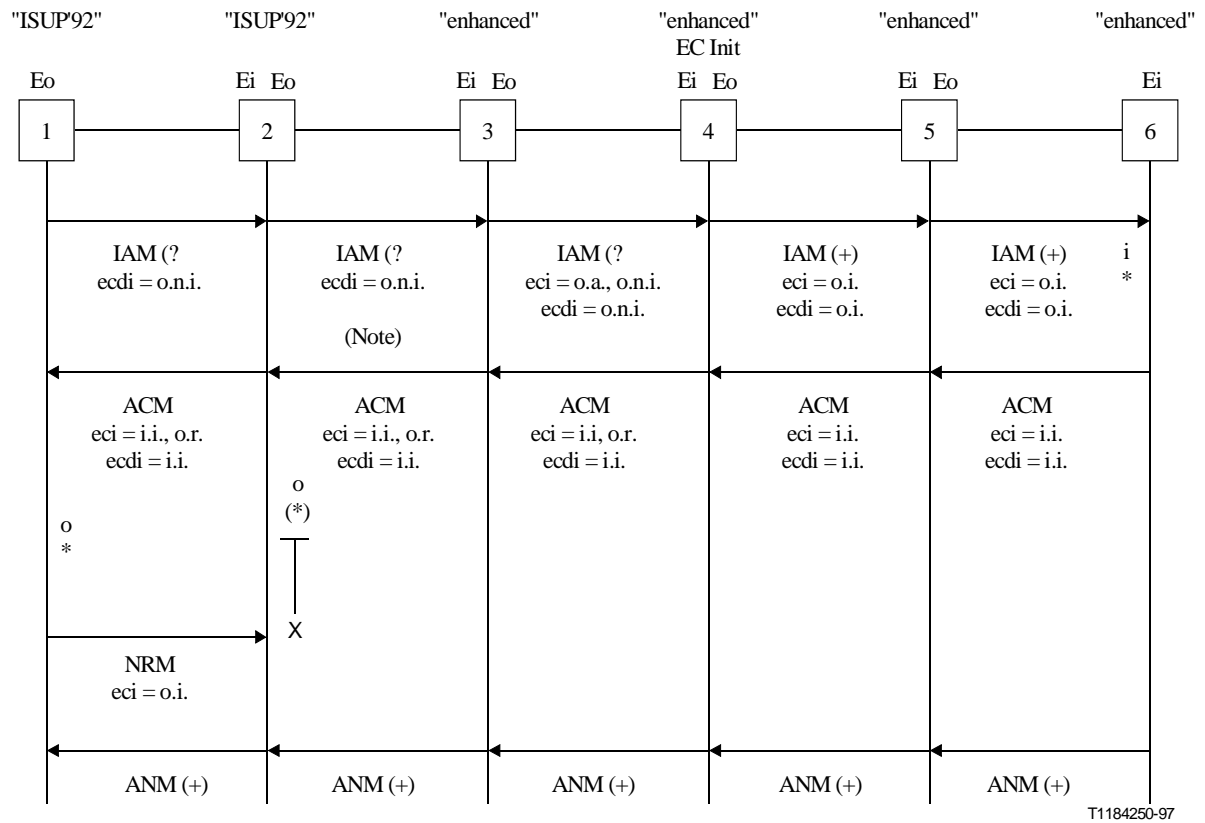 "ISUP'92" "ISUP'92" "enhanced" "enhanced" "enhanced" "enhanced"
EC Init
Eo Ei Eo Ei Eo Ei Eo Ei Eo Ei
1 2 3 4 5 6
IAM (? IAM (? IAM (? IAM (+) IAM (+) i
ecdi = o.n.i. ecdi = o.n.i. eci = o.a., o.n.i. eci = o.i. eci = o.i. *
ecdi = o.n.i. ecdi = o.i. ecdi = o.i.
(Note)
ACM ACM ACM ACM ACM
eci = i.i., o.r. eci = i.i., o.r. eci = i.i, o.r. eci = i.i. eci = i.i.
ecdi = i.i. ecdi = i.i. ecdi = i.i. ecdi = i.i. ecdi = i.i.
o
(*)
o
*
X
NRM
eci = o.i.
ANM (+) ANM (+) ANM (+) ANM (+) ANM (+)
T1184250-97